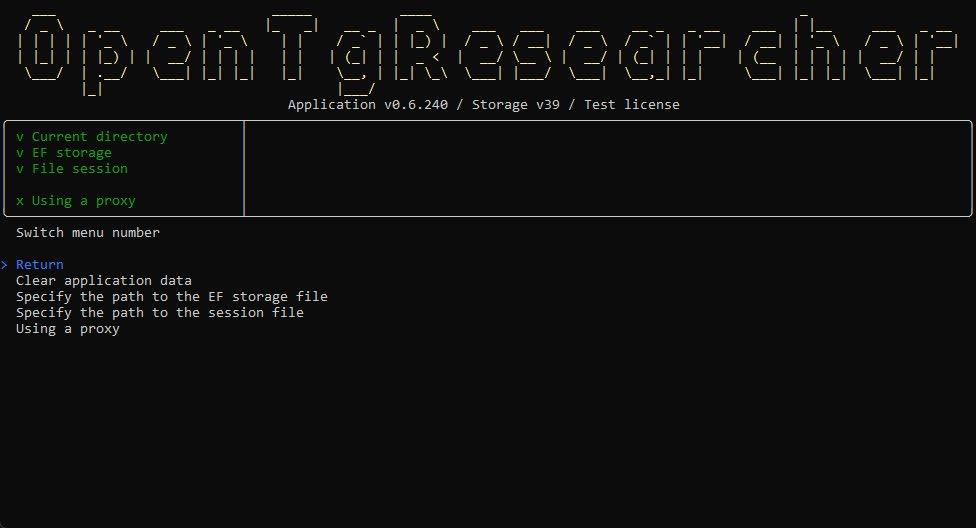 OpenTgResearcher
Application v0.6.240 / Storage v39 / Test license
v Current directory
v EF storage
v File session
x Using a proxy
Switch menu number
> Return
Clear application data
Specify the path to the EF storage file
Specify the path to the session file
Using a proxy